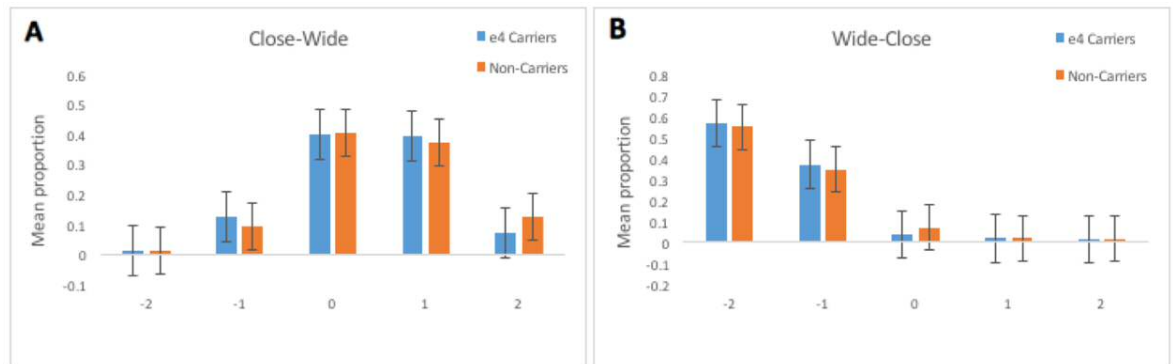 A
Close-Wide
e4 Carriers
Non-Carriers
Mean proportion
0.6
0.5
0.4
0.3
0.2
0.1
0
-0.1
-2 -1 0 1 2
B
Wide-Close
e4 Carriers
Non-Carriers
Mean proportion
0.8
0.7
0.6
0.5
0.4
0.3
0.2
0.1
0
-0.1
-0.2
-2 -1 0 1 2